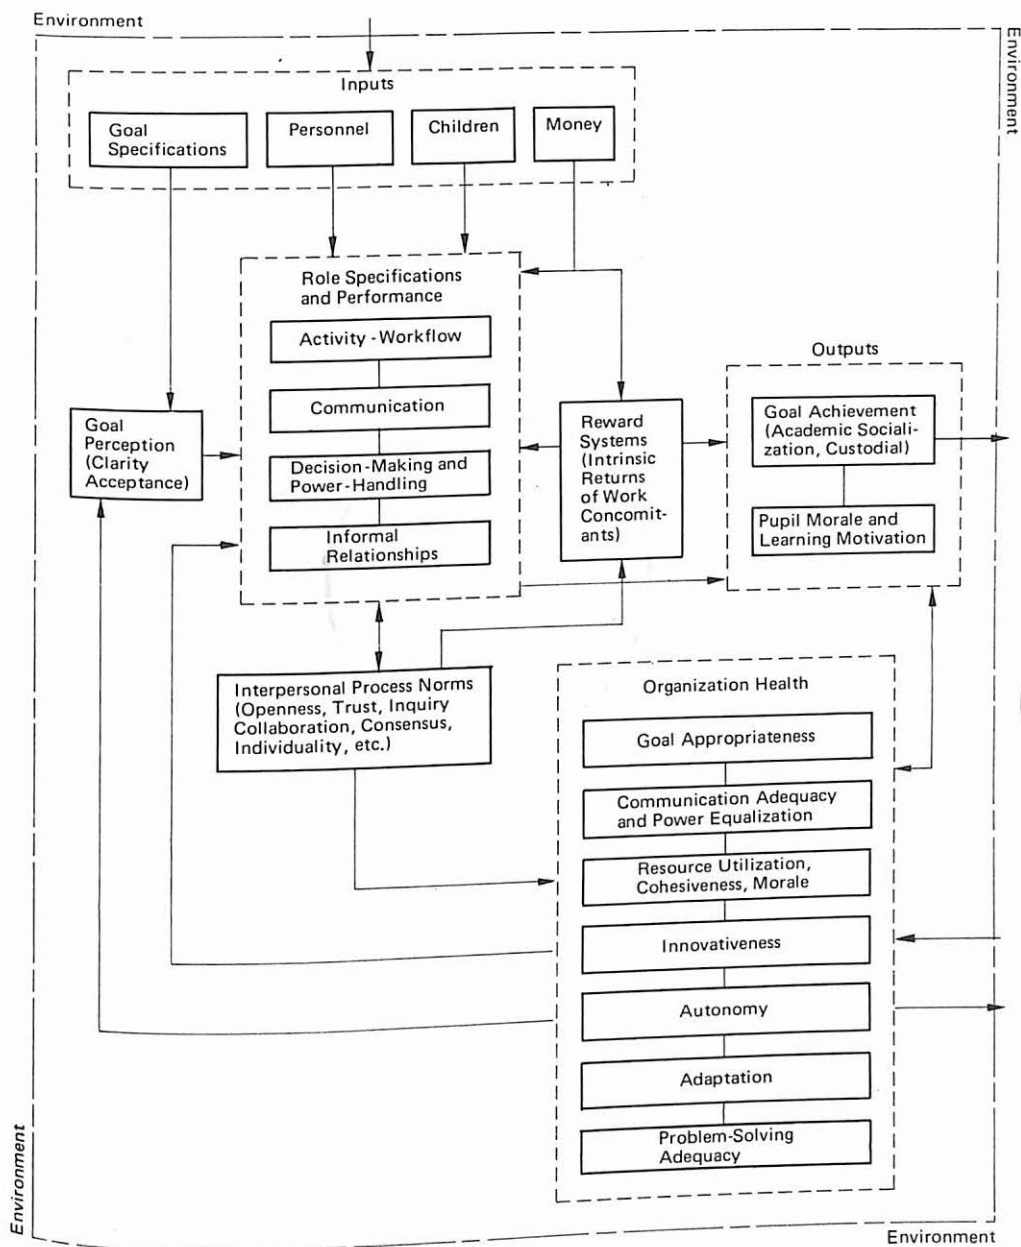 Environment
Environment
Inputs
Goal
Specifications
Personnel
Children
Money
Role Specifications
and Performance
Activity - Workflow
Communication
Decision-Making and
Power-Handling
Informal
Relationships
Goal
Perception
(Clarity
Acceptance)
Reward
Systems
(Intrinsic
Returns
of Work
Concomit-
ants)
Outputs
Goal Achievement
(Academic Sociali-
zation, Custodial)
Pupil Morale and
Learning Motivation
Interpersonal Process Norms
(Openness, Trust, Inquiry
Collaboration, Consensus,
Individuality, etc.)
Organization Health
Goal Appropriateness
Communication Adequacy
and Power Equalization
Resource Utilization,
Cohesiveness, Morale
Innovativeness
Autonomy
Adaptation
Problem-Solving
Adequacy
Environment
Environment